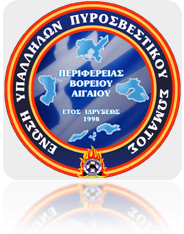 ΕΝΩΣΗ ΥΠΑΛΛΗΛΩΝ ΠΥΡΟΣΒΕΣΤΙΚΟΥ ΣΩΜΑΤΟΣ
ΠΕΡΙΦΕΡΕΙΑΣ
ΒΟΡΕΙΟΥ
ΑΙΓΑΙΟΥ
ΕΤΟΣ ΙΔΡΥΣΕΩΣ
1998